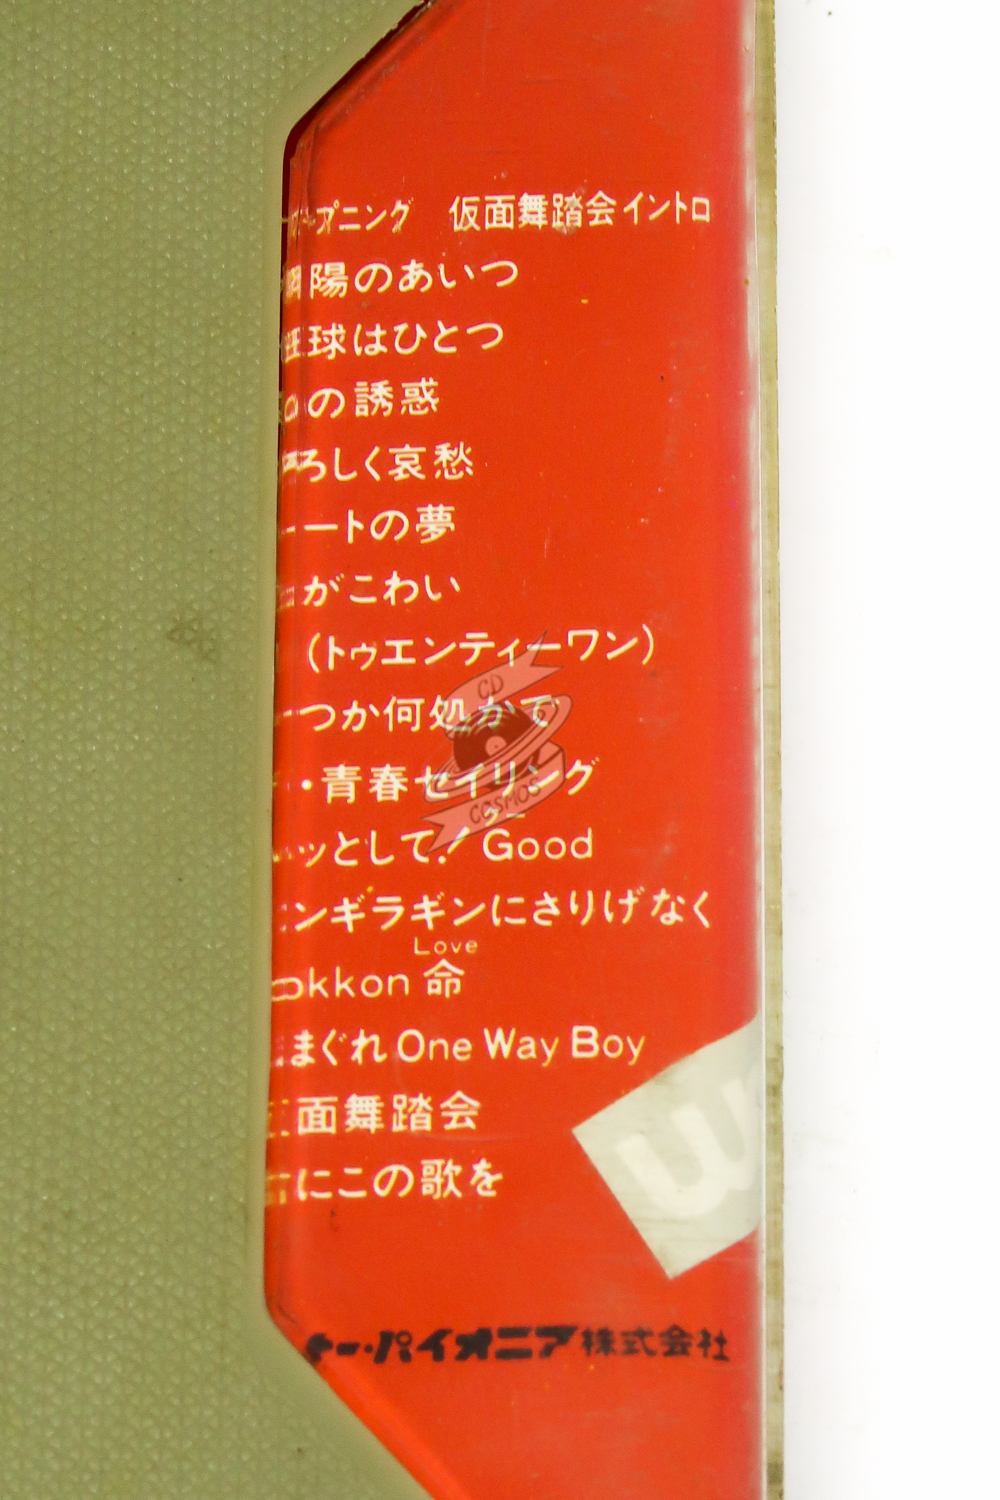 プニング　仮面舞踏会イントロ
陽のあいつ
球はひとつ
の誘惑
ろしく哀愁
ートの夢
がこわい
(トゥエンティーワン)
つか何処かで
・青春セイリング
ッとして!Good
ンギラギンにさりげなく
Love
okkon 命
まぐれ One Way Boy
面舞踏会
にこの歌を
CD
COSMOS
ー・パイオニア株式会社